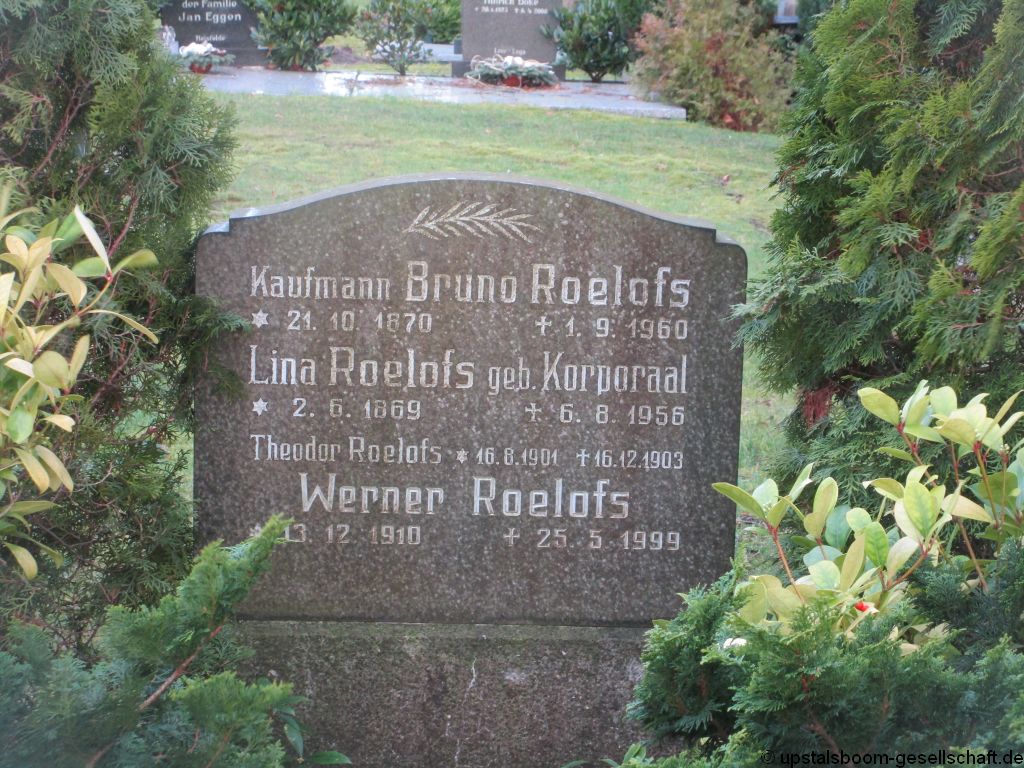 der Familie
Jan Eggen
Kaufmann Bruno Roelofs
* 21. 10. 1870 ✝ 1. 9. 1960
Lina Roelofs geb. Korporaal
* 2. 6. 1869 ✝ 6. 8. 1956
Theodor Roelofs * 16.8.1901 ✝ 16.12.1903
Werner Roelofs
13. 12. 1910 ✝ 25. 5. 1999
© upstalsboom-gesellschaft.de